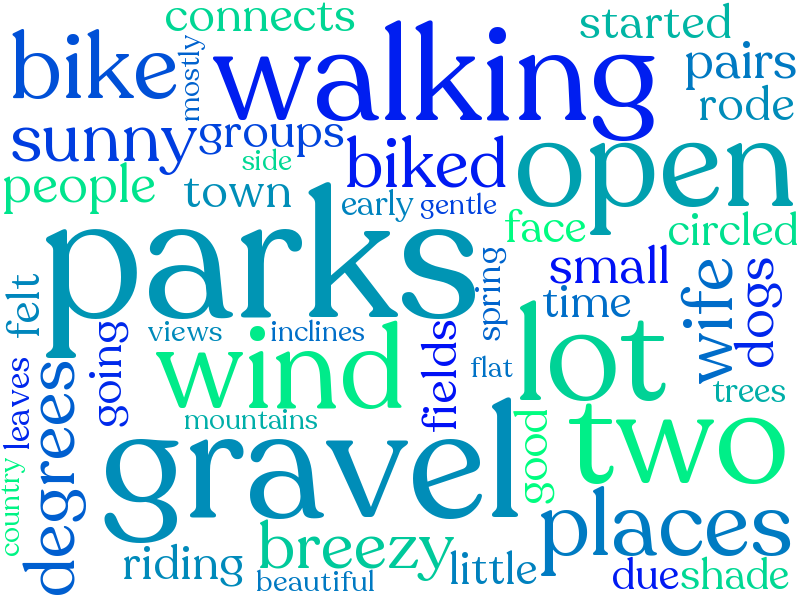 connects
started
bike
mostly
walking
pairs
rode
sunny
groups
side
biked
open
people
town
early
gentle
face
circled
parks
felt
going
views
inclines
spring
small
time
wife
dogs
wind
fields
flat
lot
trees
leaves
degrees
mountains
gravel
good
two
country
riding
breezy
beautiful
little
places
due
shade